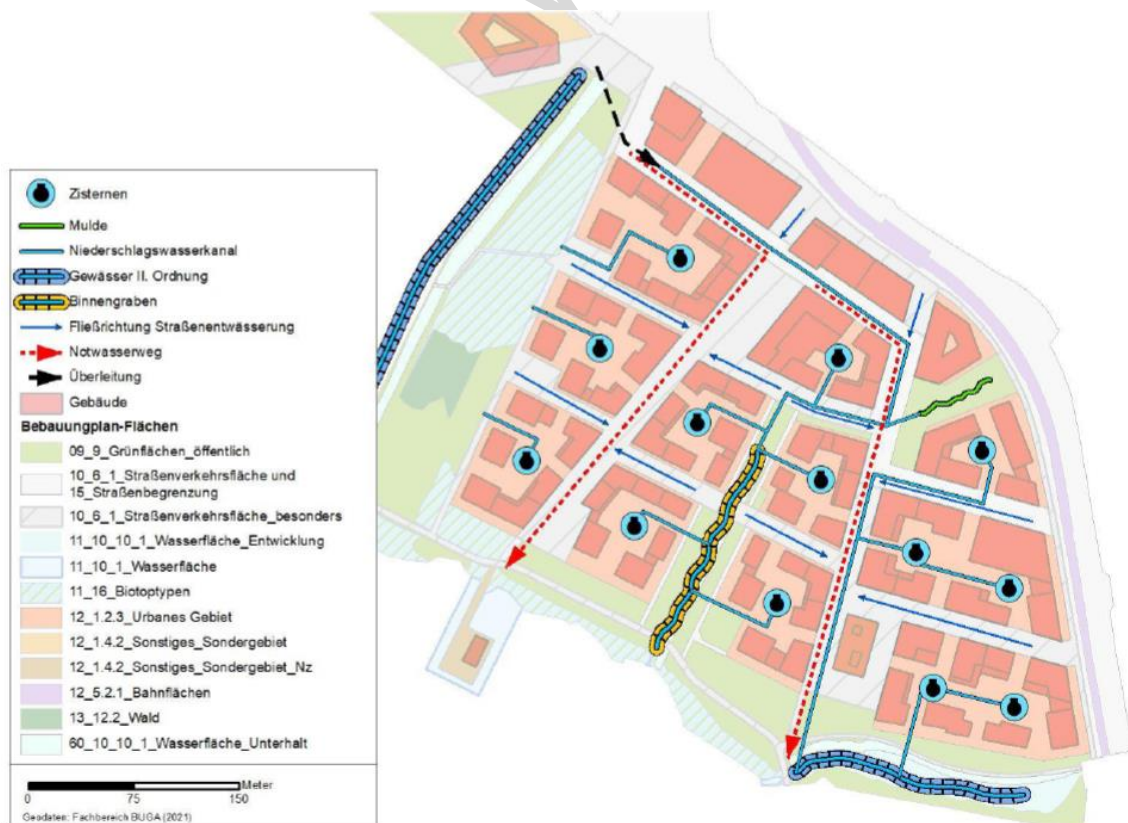 Zisternen
Mulde
Niederschlagswasserkanal
Gewässer II. Ordnung
Binnengraben
Fließrichtung Straßenentwässerung
Notwasserweg
Überleitung
Gebäude
Bebauungplan-Flächen
09_9_Grünflächen_öffentlich
10_6_1_Straßenverkehrsfläche und
15_Straßenbegrenzung
10_6_1_Straßenverkehrsfläche_besonders
11_10_10_1_Wasserfläche_Entwicklung
11_10_1_Wasserfläche
11_16_Biotoptypen
12_1.2.3_Urbanes Gebiet
12_1.4.2_Sonstiges_Sondergebiet
12_1.4.2_Sonstiges_Sondergebiet_Nz
12_5.2.1_Bahnflächen
13_12.2_Wald
60_10_10_1_Wasserfläche_Unterhalt
Meter
0 75 150
Geodaten: Fachbereich BUGA (2021)